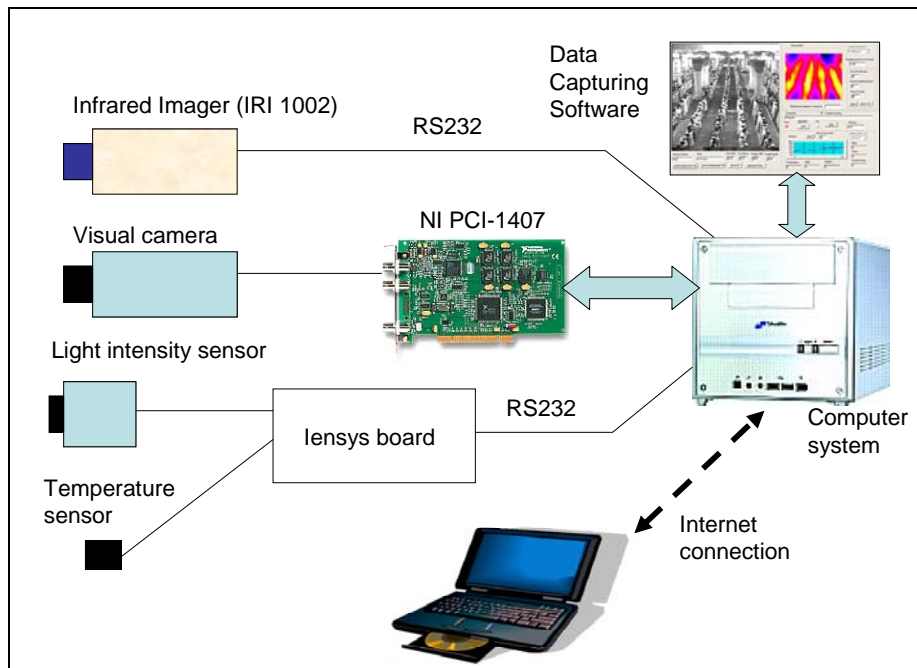 Data
Capturing
Software
Infrared Imager (IRI 1002)
RS232
Visual camera
NI PCI-1407
Light intensity sensor
RS232
Iensys board
Computer
system
Temperature
sensor
Internet
connection